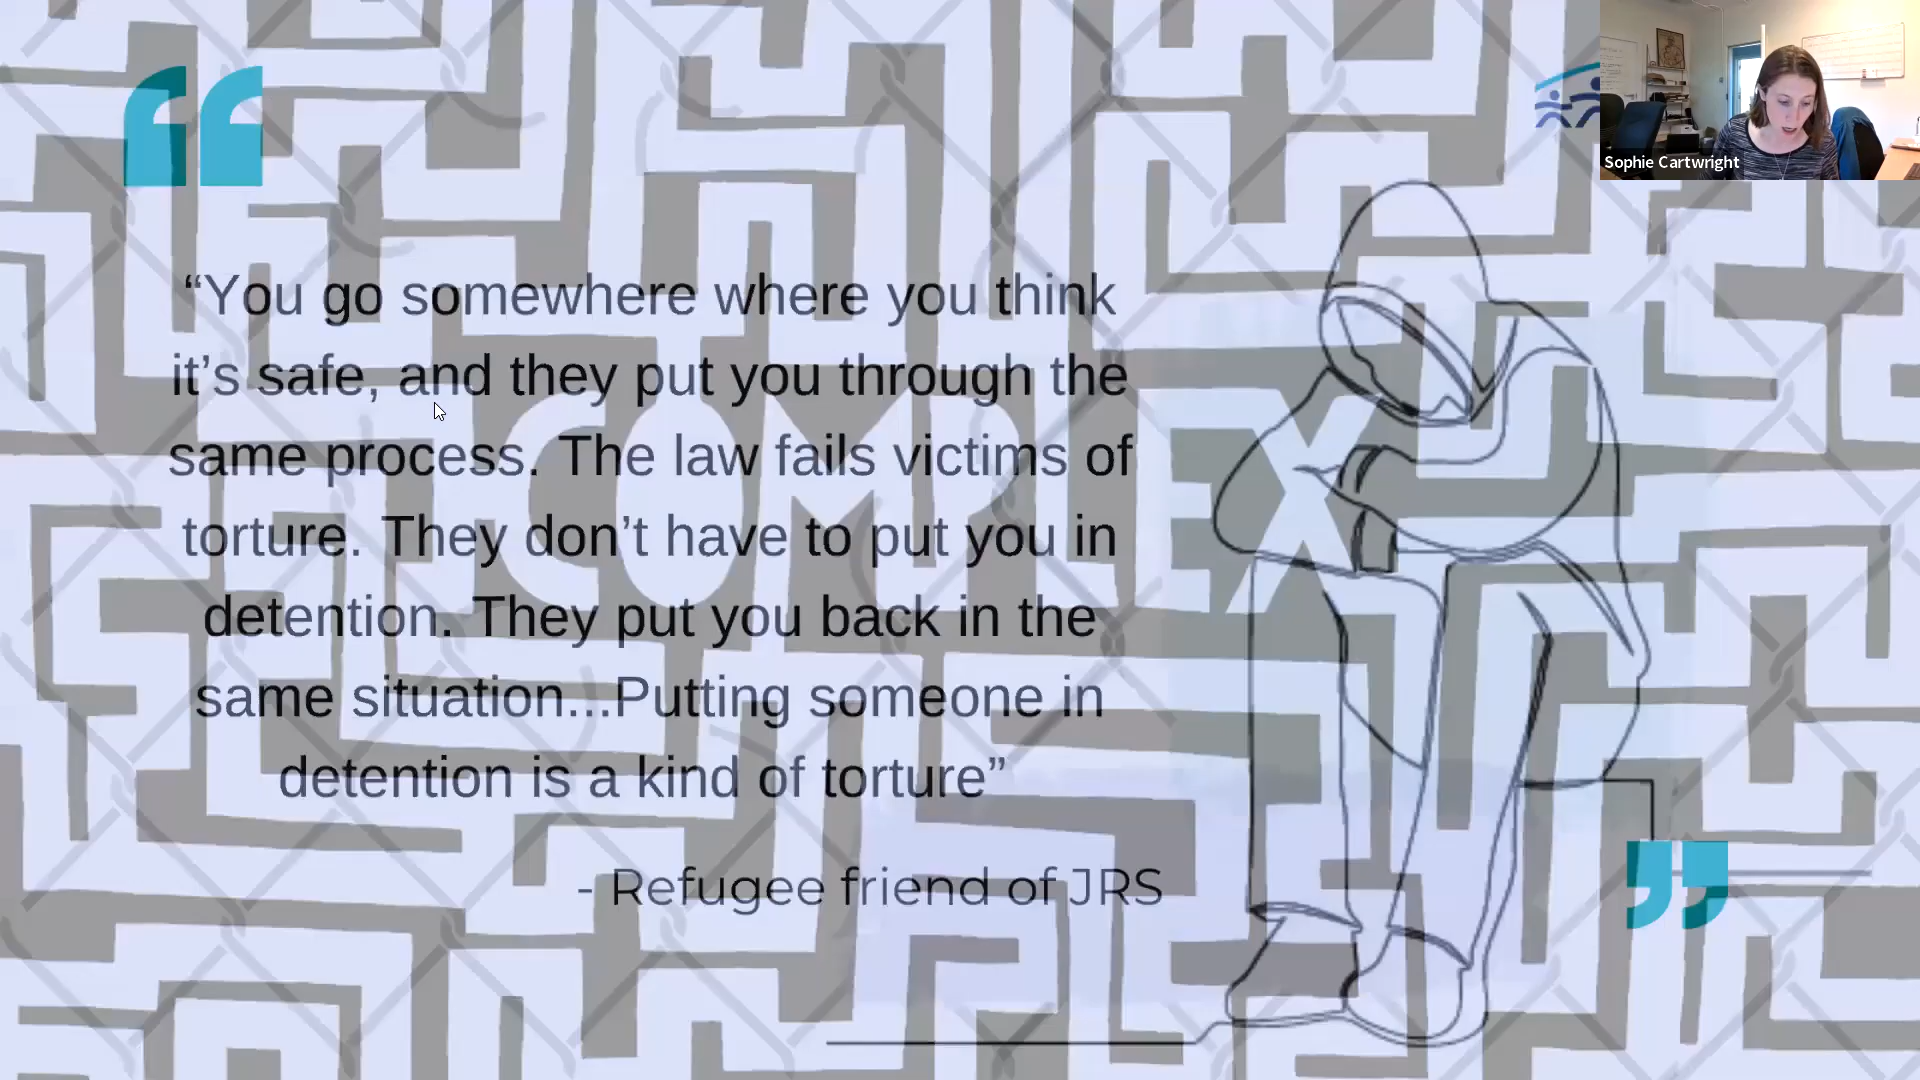 “You go somewhere where you think
it’s safe, and they put you through the
same process. The law fails victims of
torture. They don’t have to put you in
detention. They put you back in the
same situation...Putting someone in
detention is a kind of torture”
- Refugee friend of JRS
COMPLEX
Sophie Cartwright